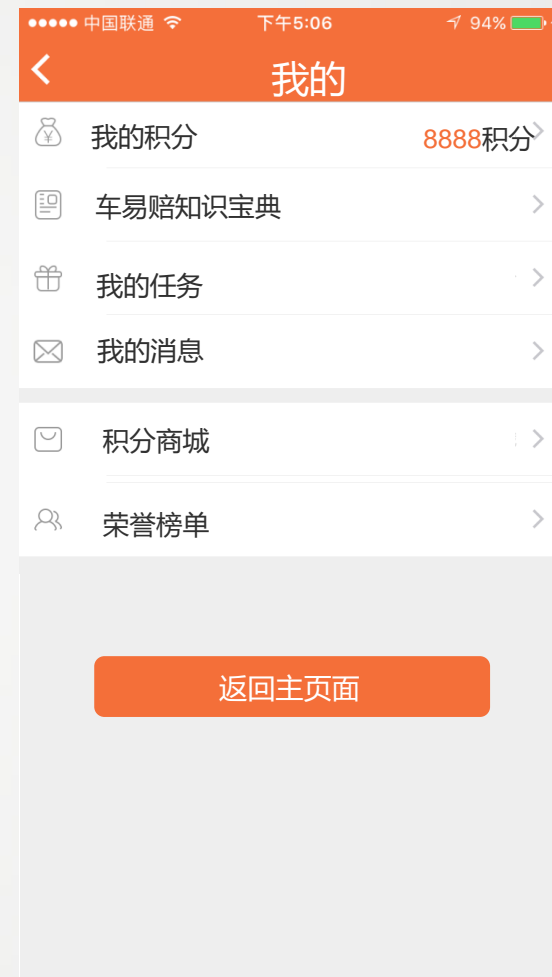 中国联通 下午5:06 94%
我的
我的积分 8888积分
车易赔知识宝典
我的任务
我的消息
积分商城
荣誉榜单
返回主页面